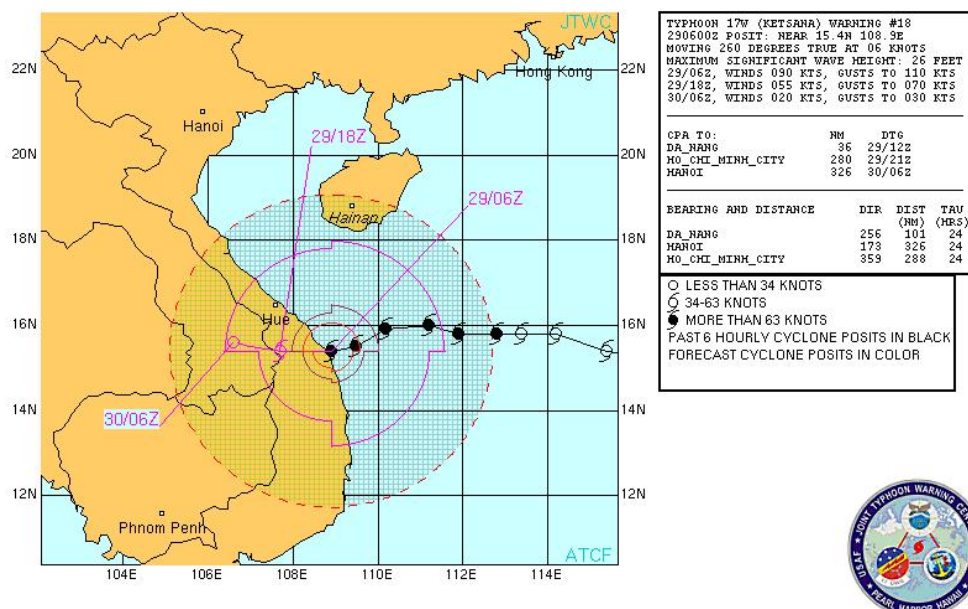 JTWC
22N
22N
Hong Kong
Hanoi
29/18Z
20N
20N
Hainan
29/06Z
18N
18N
Hue
16N
16N
14N
14N
30/06Z
12N
12N
Phnom Penh
ATCF
104E 106E 108E 110E 112E 114E
TYPHOON 17W (KETSANA) WARNING #18
290600Z POSIT: NEAR 15.4N 108.9E
MOVING 260 DEGREES TRUE AT 06 KNOTS
MAXIMUM SIGNIFICANT WAVE HEIGHT: 26 FEET
29/06Z, WINDS 090 KTS, GUSTS TO 110 KTS
29/18Z, WINDS 055 KTS, GUSTS TO 070 KTS
30/06Z, WINDS 020 KTS, GUSTS TO 030 KTS
CPA TO: NM DTG
DA_NANG 36 29/12Z
HO_CHI_MINH_CITY 280 29/21Z
HANOI 326 30/06Z
BEARING AND DISTANCE DIR DIST TAU
(NM) (HRS)
DA_NANG 256 101 24
HANOI 173 326 24
HO_CHI_MINH_CITY 359 288 24
LESS THAN 34 KNOTS
34-63 KNOTS
MORE THAN 63 KNOTS
PAST 6 HOURLY CYCLONE POSITS IN BLACK
FORECAST CYCLONE POSITS IN COLOR
USAF JOINT TYPHOON WARNING
PEARL HARBOR HAWAII